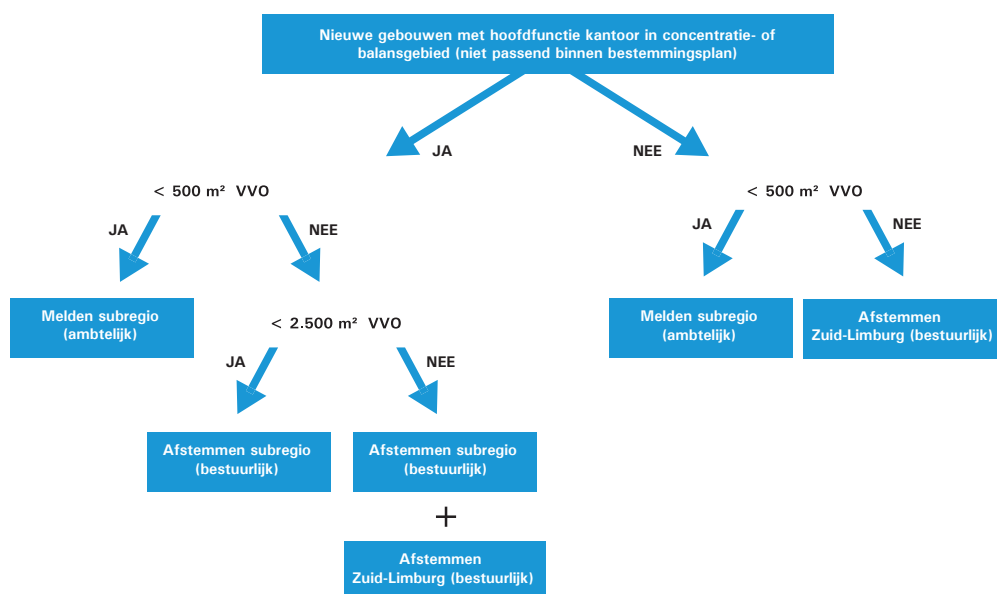 Nieuwe gebouwen met hoofdfunctie kantoor in concentratie- of
balansgebied (niet passend binnen bestemmingsplan)
JA
NEE
< 500 m² VVO
< 500 m² VVO
JA
NEE
JA
NEE
Melden subregio
(ambtelijk)
< 2.500 m² VVO
Melden subregio
(ambtelijk)
Afstemmen
Zuid-Limburg (bestuurlijk)
JA
NEE
Afstemmen subregio
(bestuurlijk)
Afstemmen subregio
(bestuurlijk)
+
Afstemmen
Zuid-Limburg (bestuurlijk)